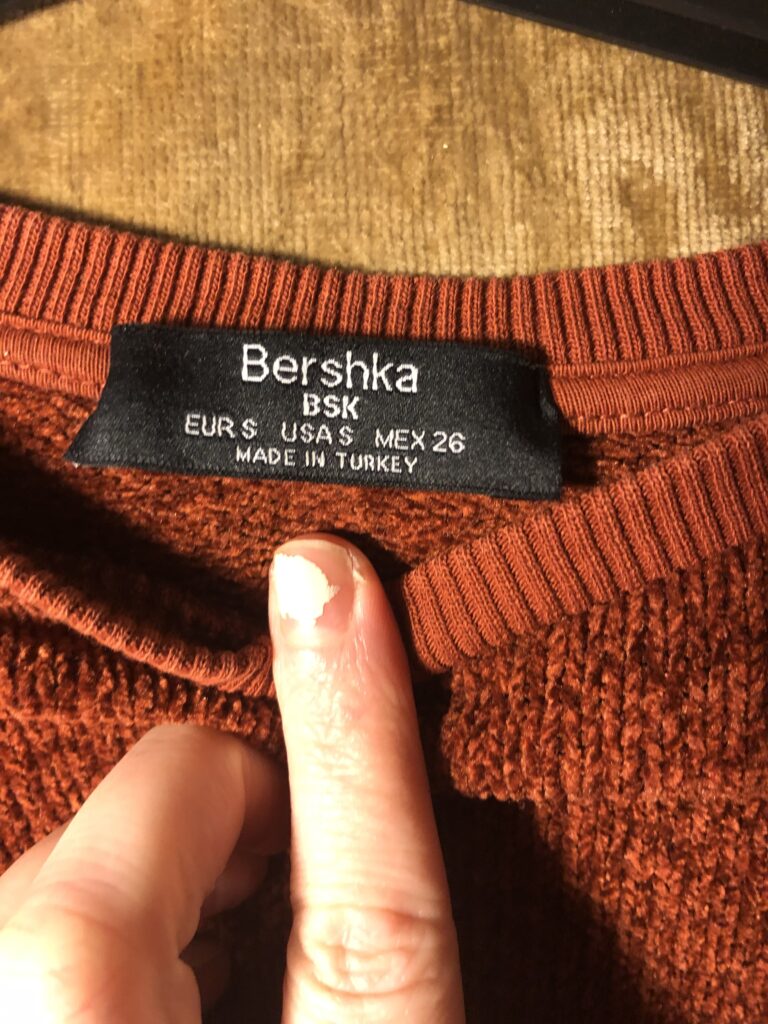 Bershka
BSK
EUR S USA S MEX 26
MADE IN TURKEY